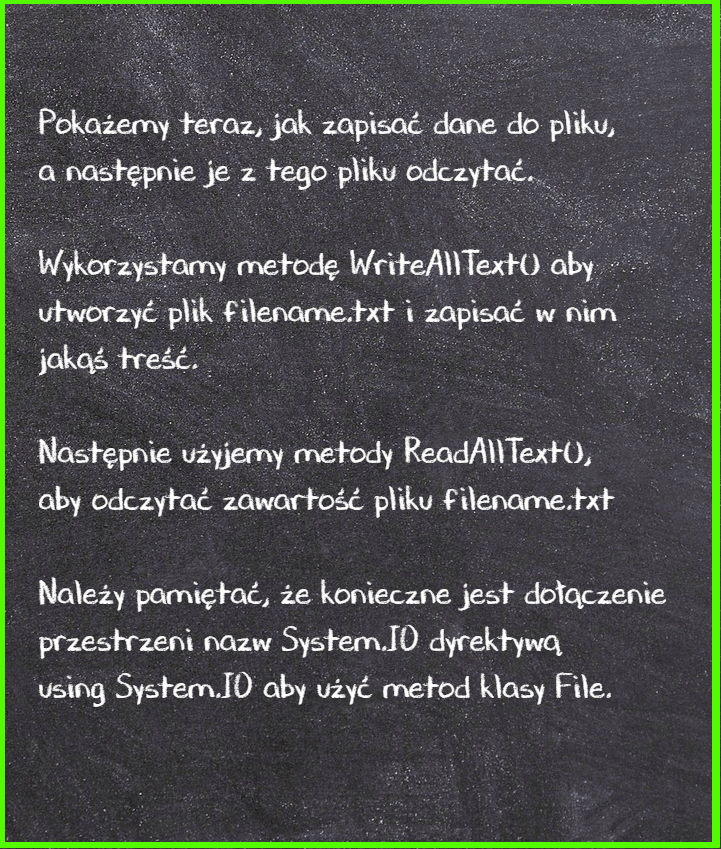 Pokażemy teraz, jak zapisać dane do pliku,
a następnie je z tego pliku odczytać.
Wykorzystamy metodę WriteAllText() aby
utworzyć plik filename.txt i zapisać w nim
jakąś treść.
Następnie użyjemy metody ReadAllText(),
aby odczytać zawartość pliku filename.txt
Należy pamiętać, że konieczne jest dołączenie
przestrzeni nazw System.IO dyrektywą
using System.IO aby użyć metod klasy File.